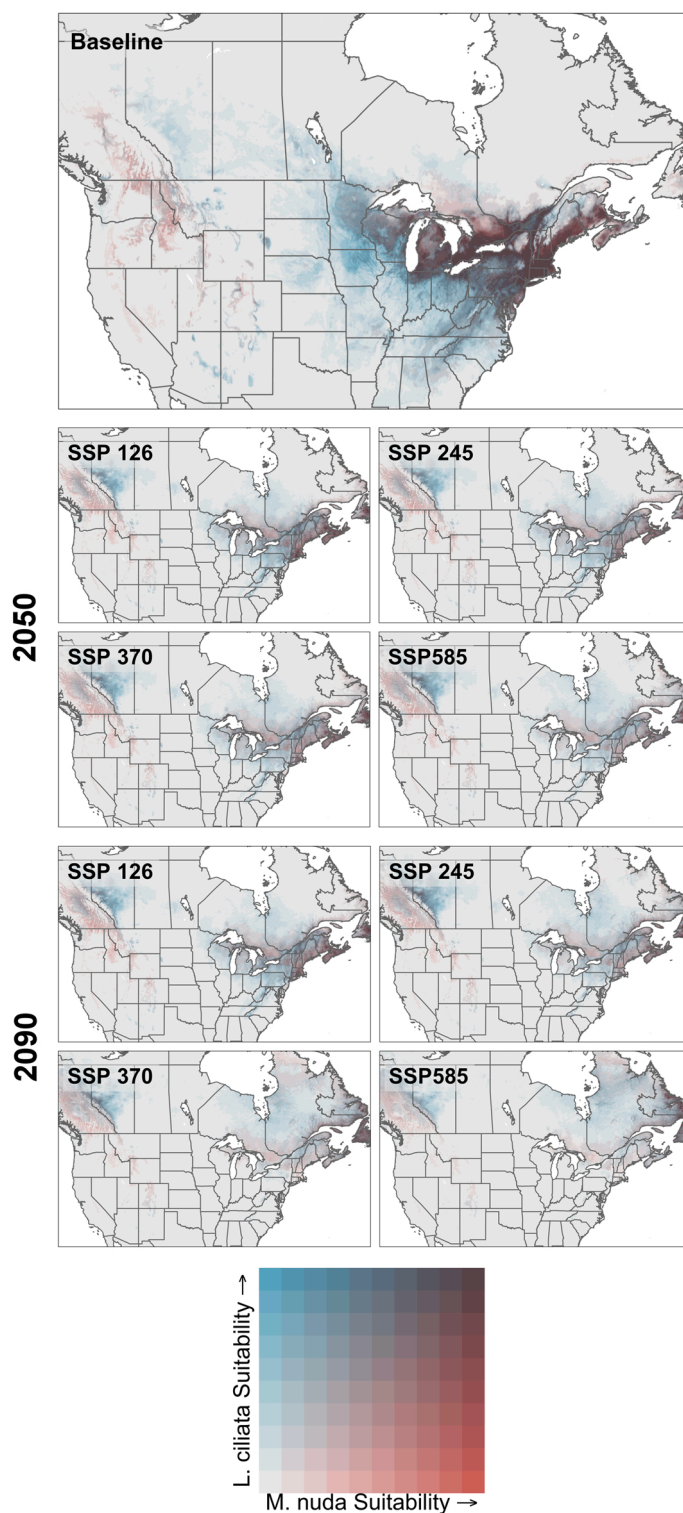 Baseline
2050
SSP 126
SSP 245
SSP 370
SSP585
2090
SSP 126
SSP 245
SSP 370
SSP585
L. ciliata Suitability →
M. nuda Suitability →